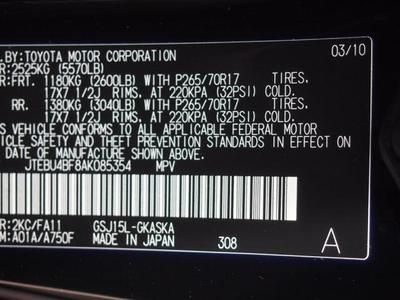 .BY:TOYOTA MOTOR CORPORATION 03/10
R:2525KG (5570LB)
R:FRT. 1180KG (2600LB) WITH P265/70R17 TIRES.
17X7 1/2J RIMS. AT 220KPA (32PSI) COLD.
RR. 1380KG (3040LB) WITH P265/70R17 TIRES.
17X7 1/2J RIMS. AT 220KPA (32PSI) COLD.
S VEHICLE CONFORMS TO ALL APPLICABLE FEDERAL MOTOR
ICLE SAFETY AND THEFT PREVENTION STANDARDS IN EFFECT ON
DATE OF MANUFACTURE SHOWN ABOVE.
JTEBU4BF8AK085354 MPV
R:2KC/FA11 GSJ15L-GKASKA
M:A01A/A750F MADE IN JAPAN 308 A